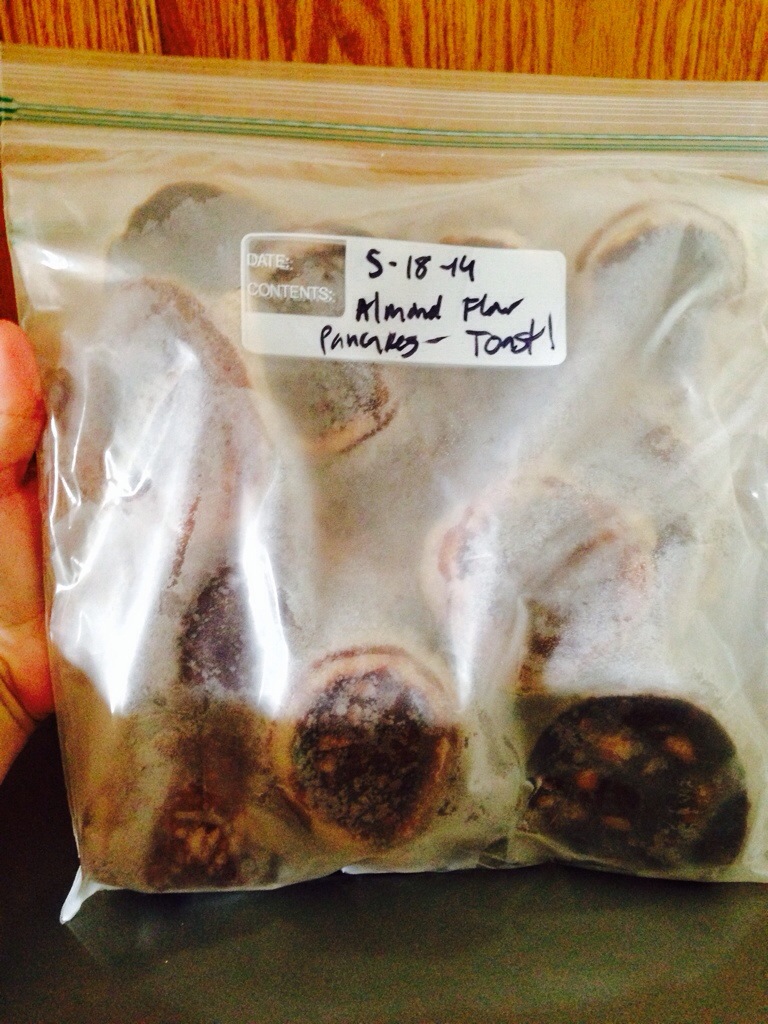 DATE: 5-18-14
CONTENTS: Almond Flour
Pancakes - Toast!